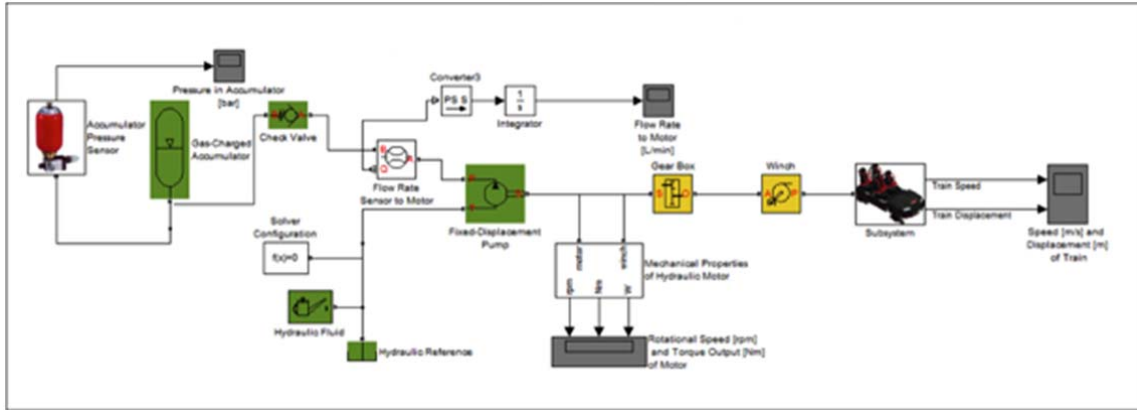 Pressure in Accumulator
[bar]
Accumulator
Pressure
Sensor
Gas-Charged
Accumulator
Check Valve
Converter3
PS S
1
s
Integrator
Flow Rate
to Motor
[L/min]
B
Q
A
Flow Rate
Sensor to Motor
Solver
Configuration
f(x)=0
Hydraulic Fluid
Hydraulic Reference
Fixed-Displacement
Pump
Gear Box
S
O
Winch
A
P
Train Speed
Train Displacement
Subsystem
Speed [m/s] and
Displacement [m]
of Train
motor
winch
rpm
Nm
W
Mechanical Properties
of Hydraulic Motor
Rotational Speed [rpm]
and Torque Output [Nm]
of Motor